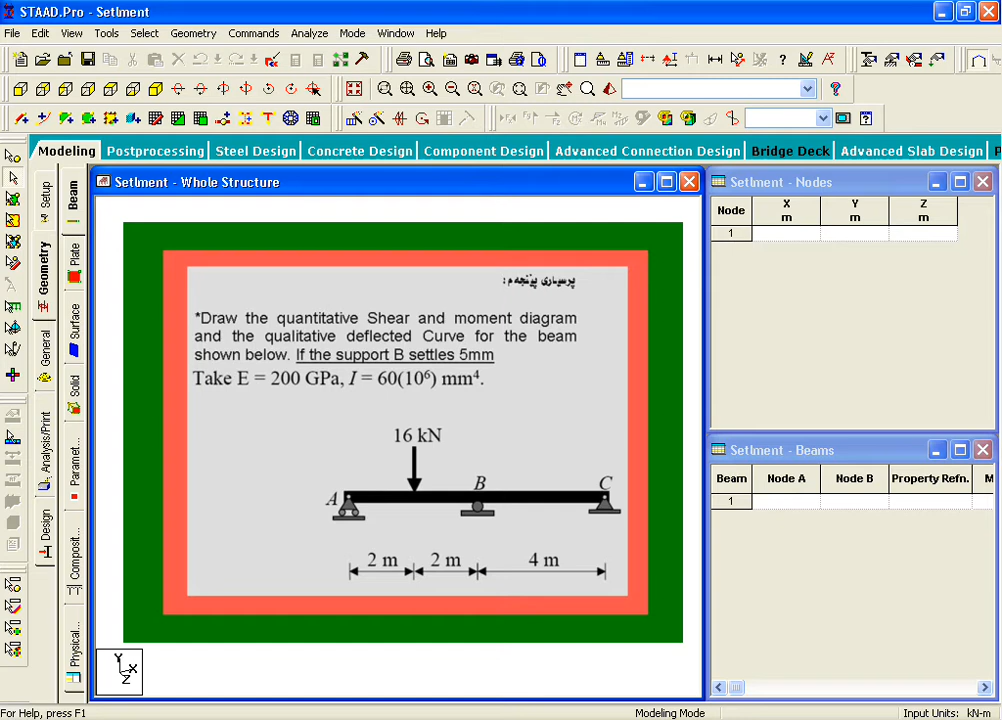 STAAD.Pro - Setlment
File Edit View Tools Select Geometry Commands Analyze Mode Window Help
Modeling Postprocessing Steel Design Concrete Design Component Design Advanced Connection Design Bridge Deck Advanced Slab Design
Setup
Geometry
General
Analysis/Print
Design
Beam
Plate
Surface
Solid
Paramet...
Composit...
Physical...
Setlment - Whole Structure
پرسیاری پێنجەم :
*Draw the quantitative Shear and moment diagram
and the qualitative deflected Curve for the beam
shown below. If the support B settles 5mm
Take E = 200 GPa, I = 60(10⁶) mm⁴.
16 kN
A B C
2 m 2 m 4 m
Y
X
Z
Setlment - Nodes
Node X m Y m Z m
1
Setlment - Beams
Beam Node A Node B Property Refn. M
1
For Help, press F1 Modeling Mode Input Units: kN-m